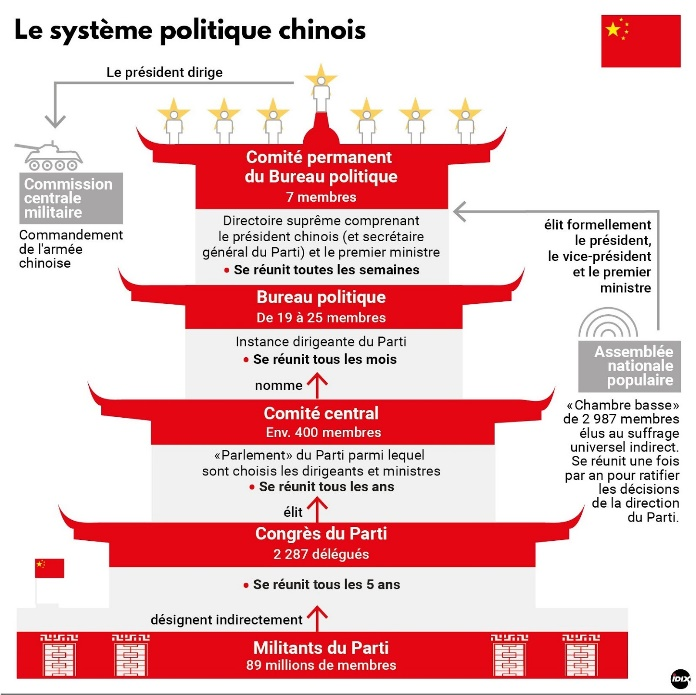 Le système politique chinois
Le président dirige
Commission
centrale
militaire
Commandement
de l'armée
chinoise
Comité permanent
du Bureau politique
7 membres
Directoire suprême comprenant
le président chinois (et secrétaire
général du Parti) et le premier ministre
• Se réunit toutes les semaines
élit formellement
le président,
le vice-président
et le premier
ministre
Bureau politique
De 19 à 25 membres
Instance dirigeante du Parti
• Se réunit tous les mois
nomme
Assemblée
nationale
populaire
«Chambre basse»
de 2 987 membres
élus au suffrage
universel indirect.
Se réunit une fois
par an pour ratifier
les décisions
de la direction
du Parti.
Comité central
Env. 400 membres
«Parlement» du Parti parmi lequel
sont choisis les dirigeants et ministres
• Se réunit tous les ans
élit
Congrès du Parti
2 287 délégués
• Se réunit tous les 5 ans
désignent indirectement
Militants du Parti
89 millions de membres
idix